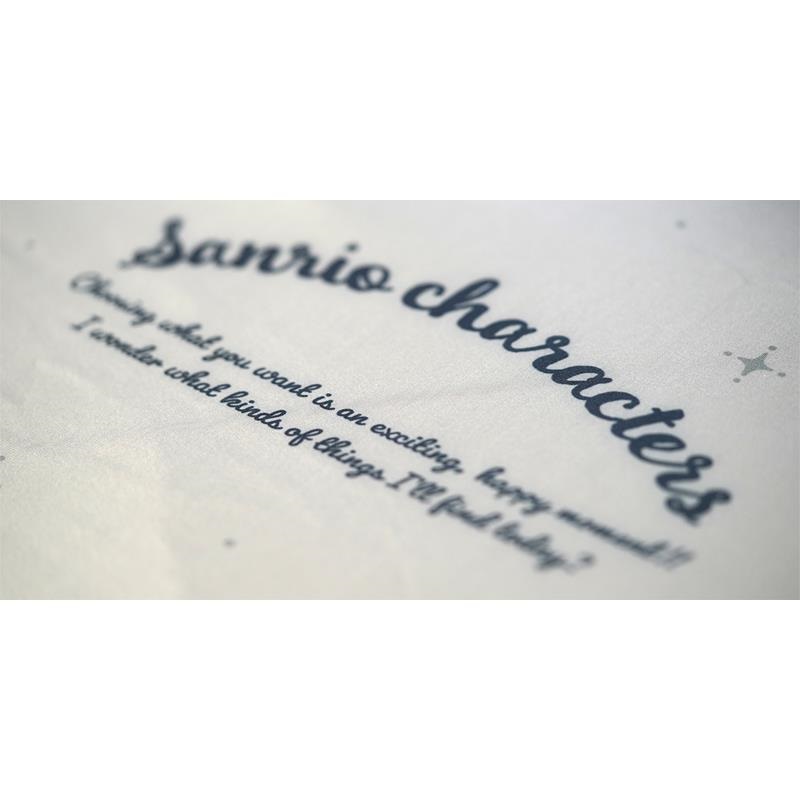 Sanrio characters
Choosing what you want is an exciting, happy moment!!
I wonder what kinds of things I'll find today?